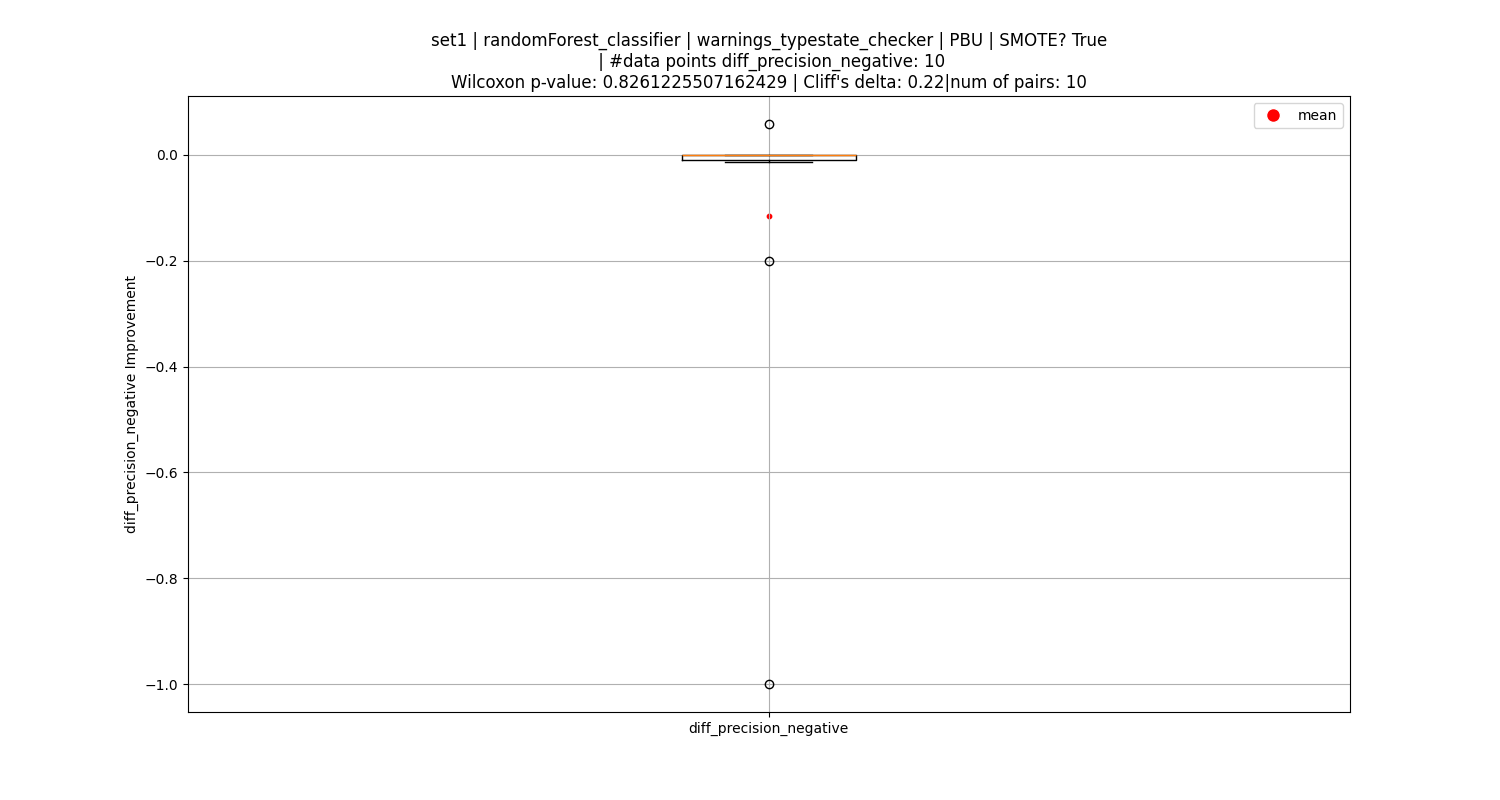 set1 | randomForest_classifier | warnings_typestate_checker | PBU | SMOTE? True
| #data points diff_precision_negative: 10
Wilcoxon p-value: 0.8261225507162429 | Cliff's delta: 0.22|num of pairs: 10
mean
0.0
−0.2
−0.4
−0.6
−0.8
−1.0
diff_precision_negative Improvement
diff_precision_negative